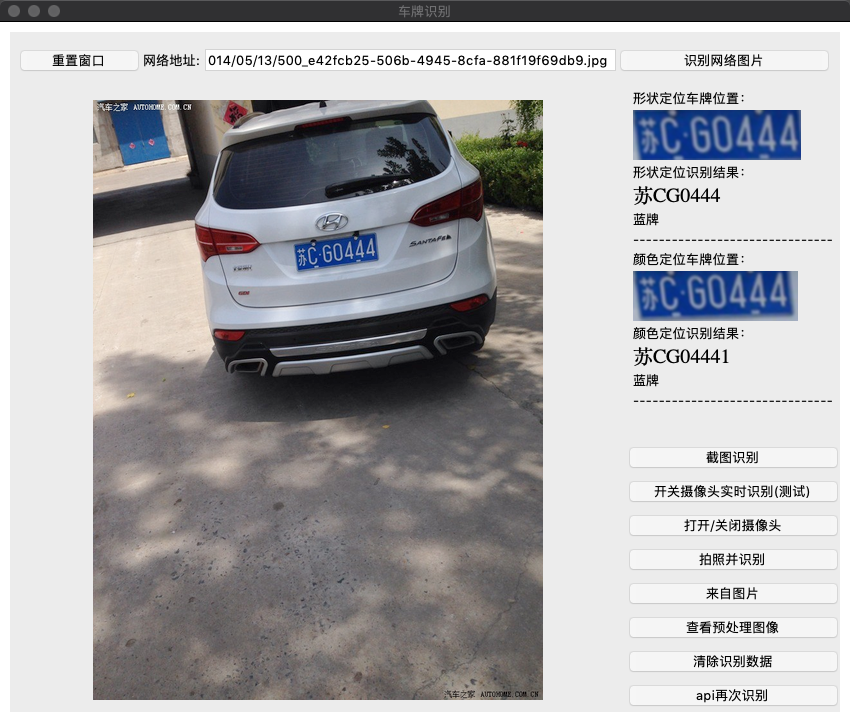 车牌识别
重置窗口 网络地址: 014/05/13/500_e42fcb25-506b-4945-8cfa-881f19f69db9.jpg 识别网络图片
汽车之家 AUTOHOME.COM.CN
苏C·G0444
SANTAFE
汽车之家 AUTOHOME.COM.CN
形状定位车牌位置:
苏C·G0444
形状定位识别结果:
苏CG0444
蓝牌
-------------------------------
颜色定位车牌位置:
苏C·G0444
颜色定位识别结果:
苏CG04441
蓝牌
-------------------------------
截图识别
开关摄像头实时识别(测试)
打开/关闭摄像头
拍照并识别
来自图片
查看预处理图像
清除识别数据
api再次识别